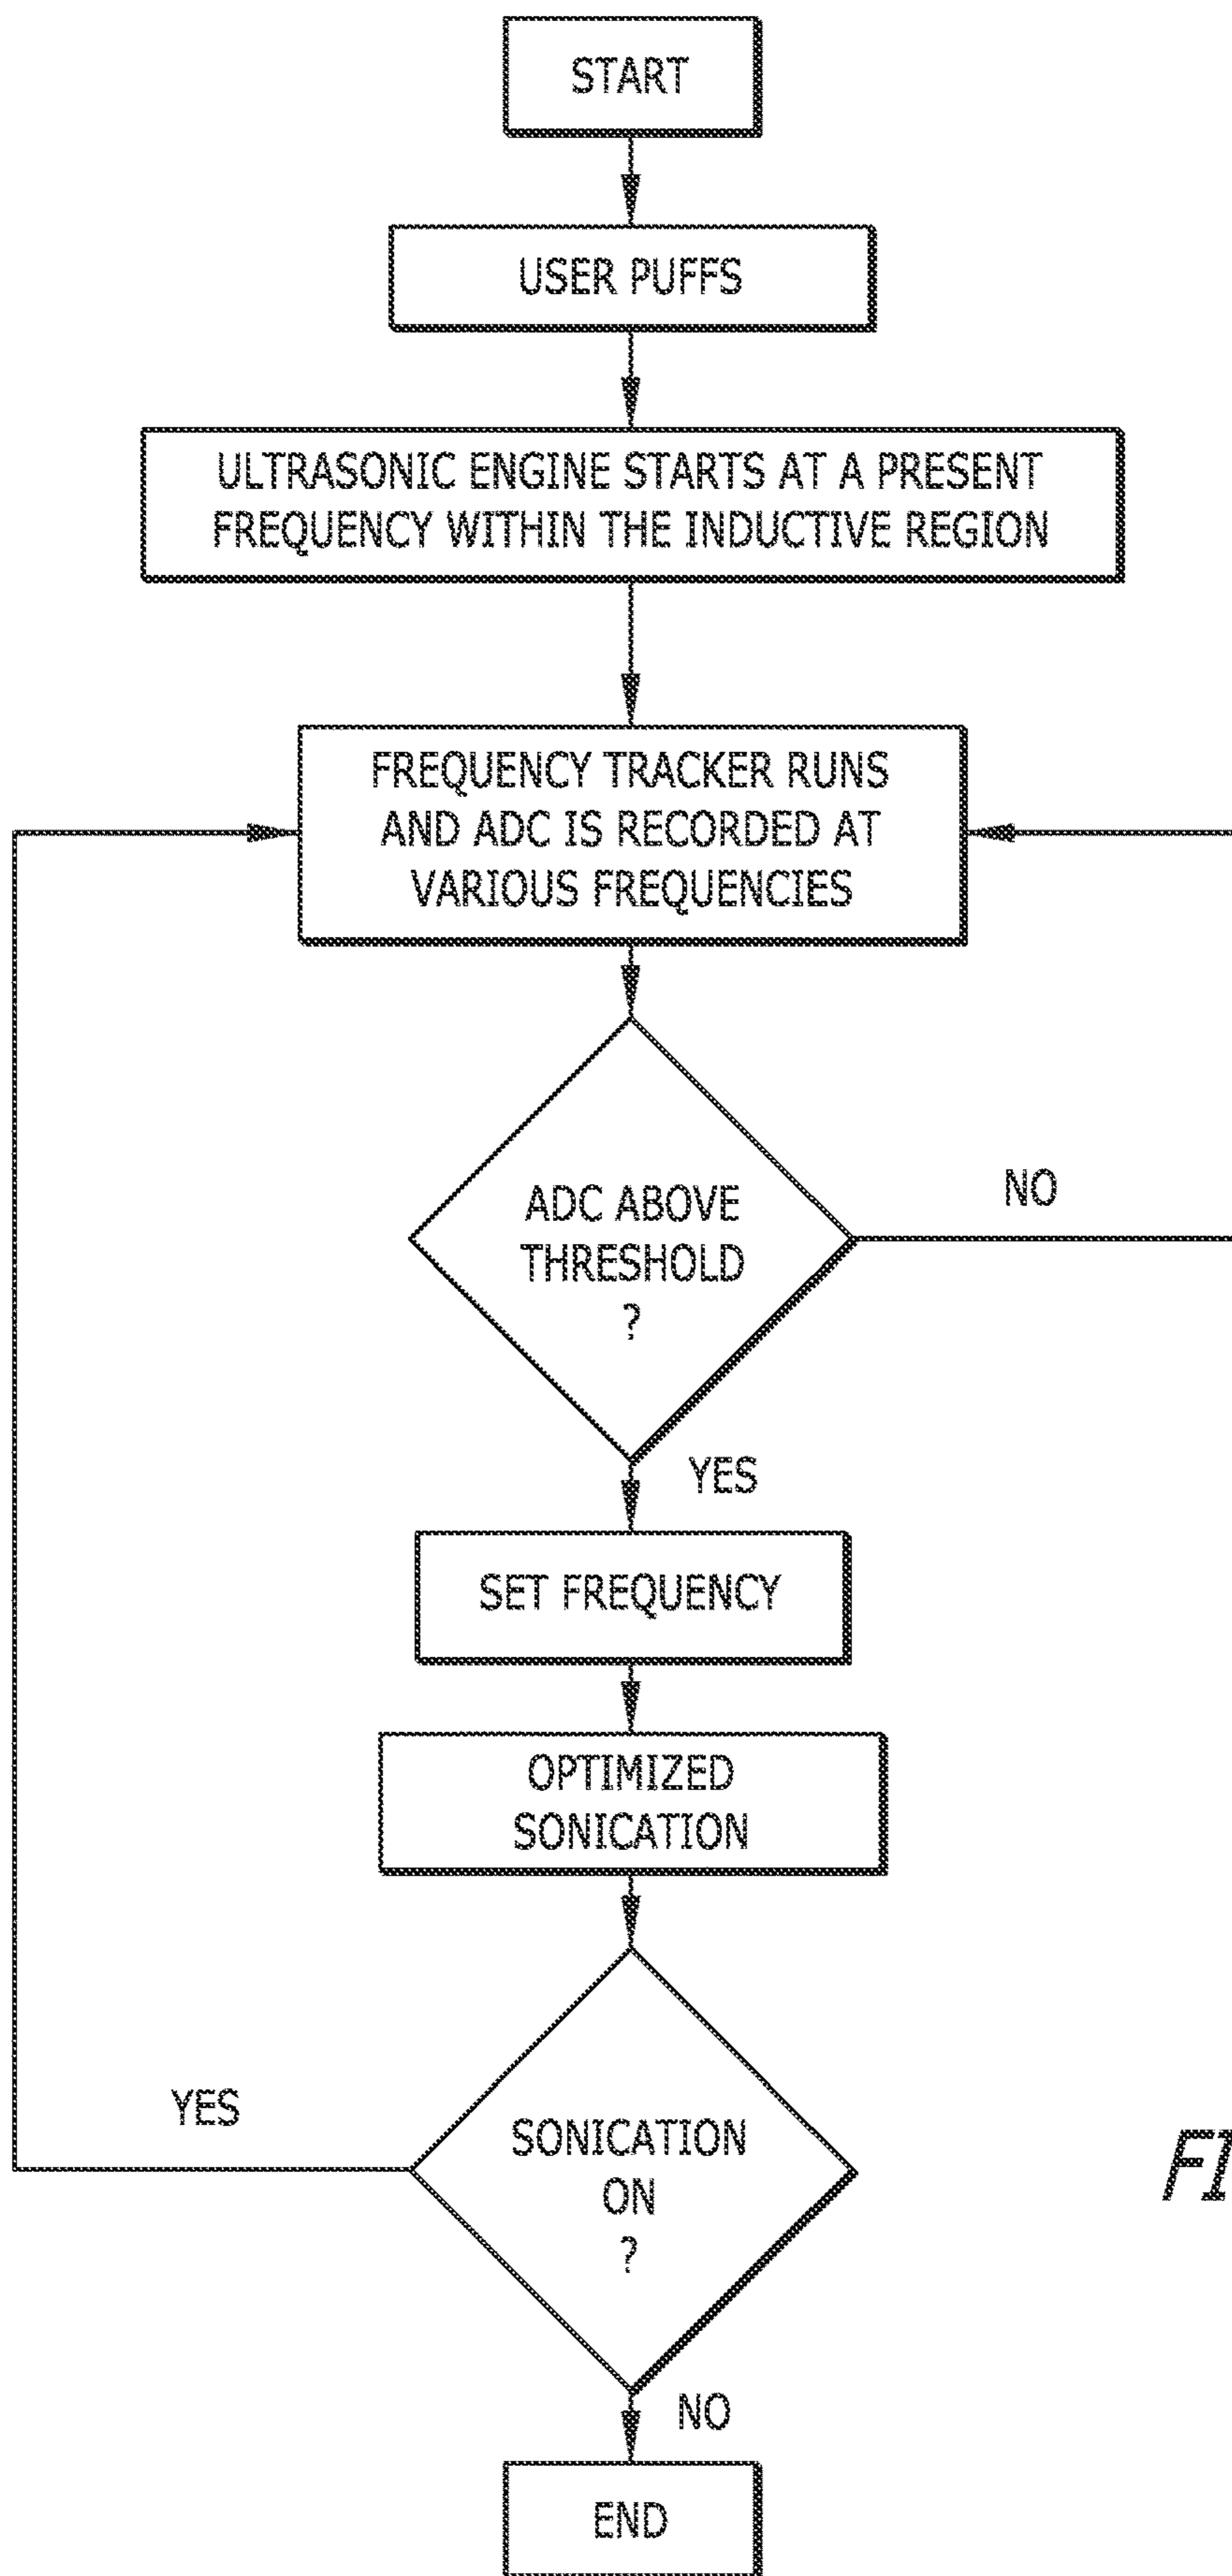 START
USER PUFFS
ULTRASONIC ENGINE STARTS AT A PRESENT
FREQUENCY WITHIN THE INDUCTIVE REGION
FREQUENCY TRACKER RUNS
AND ADC IS RECORDED AT
VARIOUS FREQUENCIES
ADC ABOVE
THRESHOLD
?
NO
YES
SET FREQUENCY
OPTIMIZED
SONICATION
YES
SONICATION
ON
?
FI
NO
END